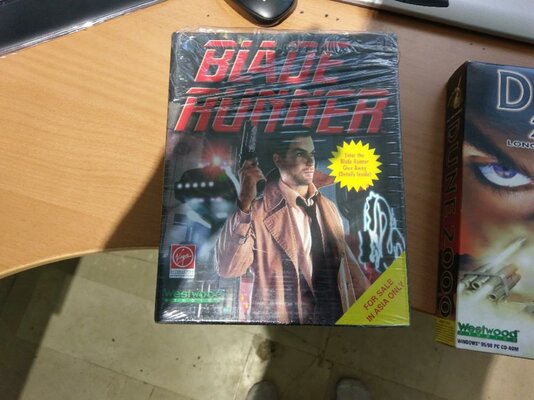 BLADE
RUNNER
Enter the
Blade Runner
Give Away
(Details Inside)
Virgin
Westwood
FOR SALE
IN ASIA ONLY
DUNE 2000
D
LONG
Westwood
WINDOWS 95/98 PC CD-ROM